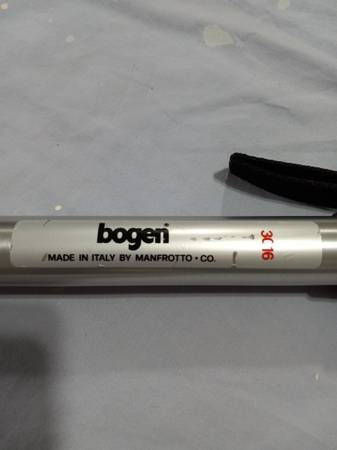 bogen
MADE IN ITALY BY MANFROTTO + CO.
3016